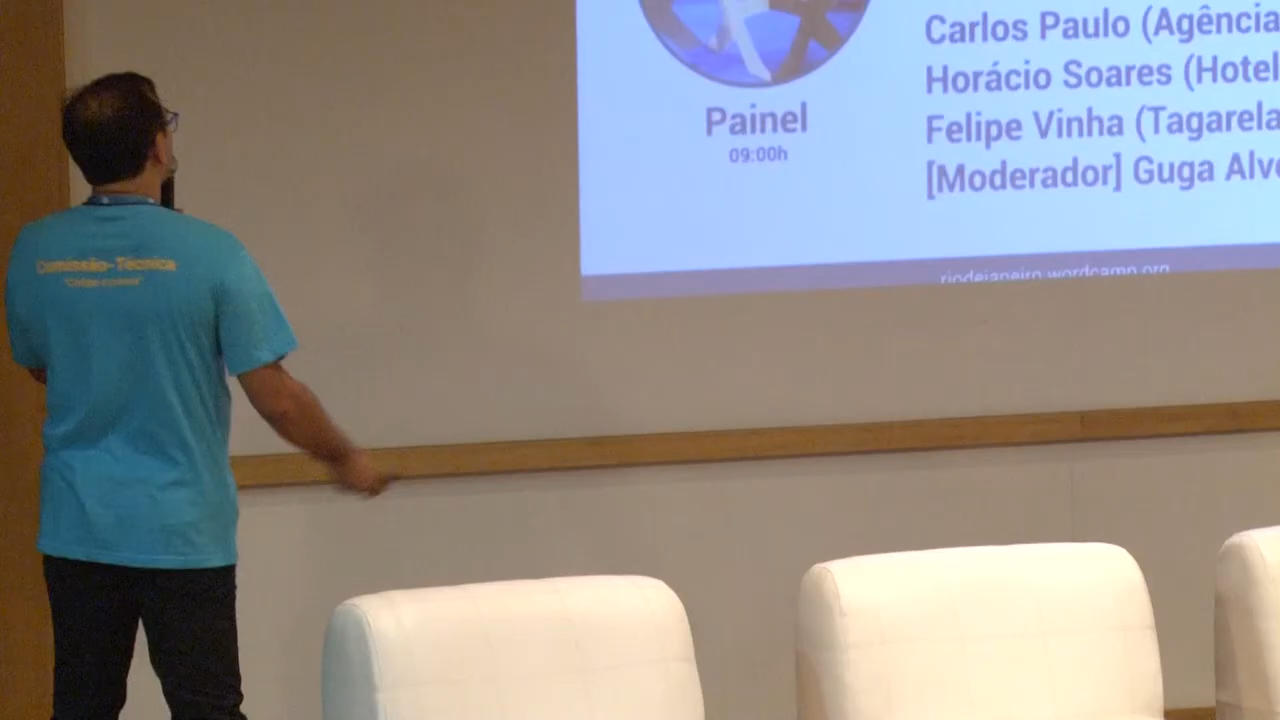 Carlos Paulo (Agência
Horácio Soares (Hotel
Felipe Vinha (Tagarela
[Moderador] Guga Alve
Painel
09:00h
riodejaneiro.wordcamp.org
Comissão-Técnica